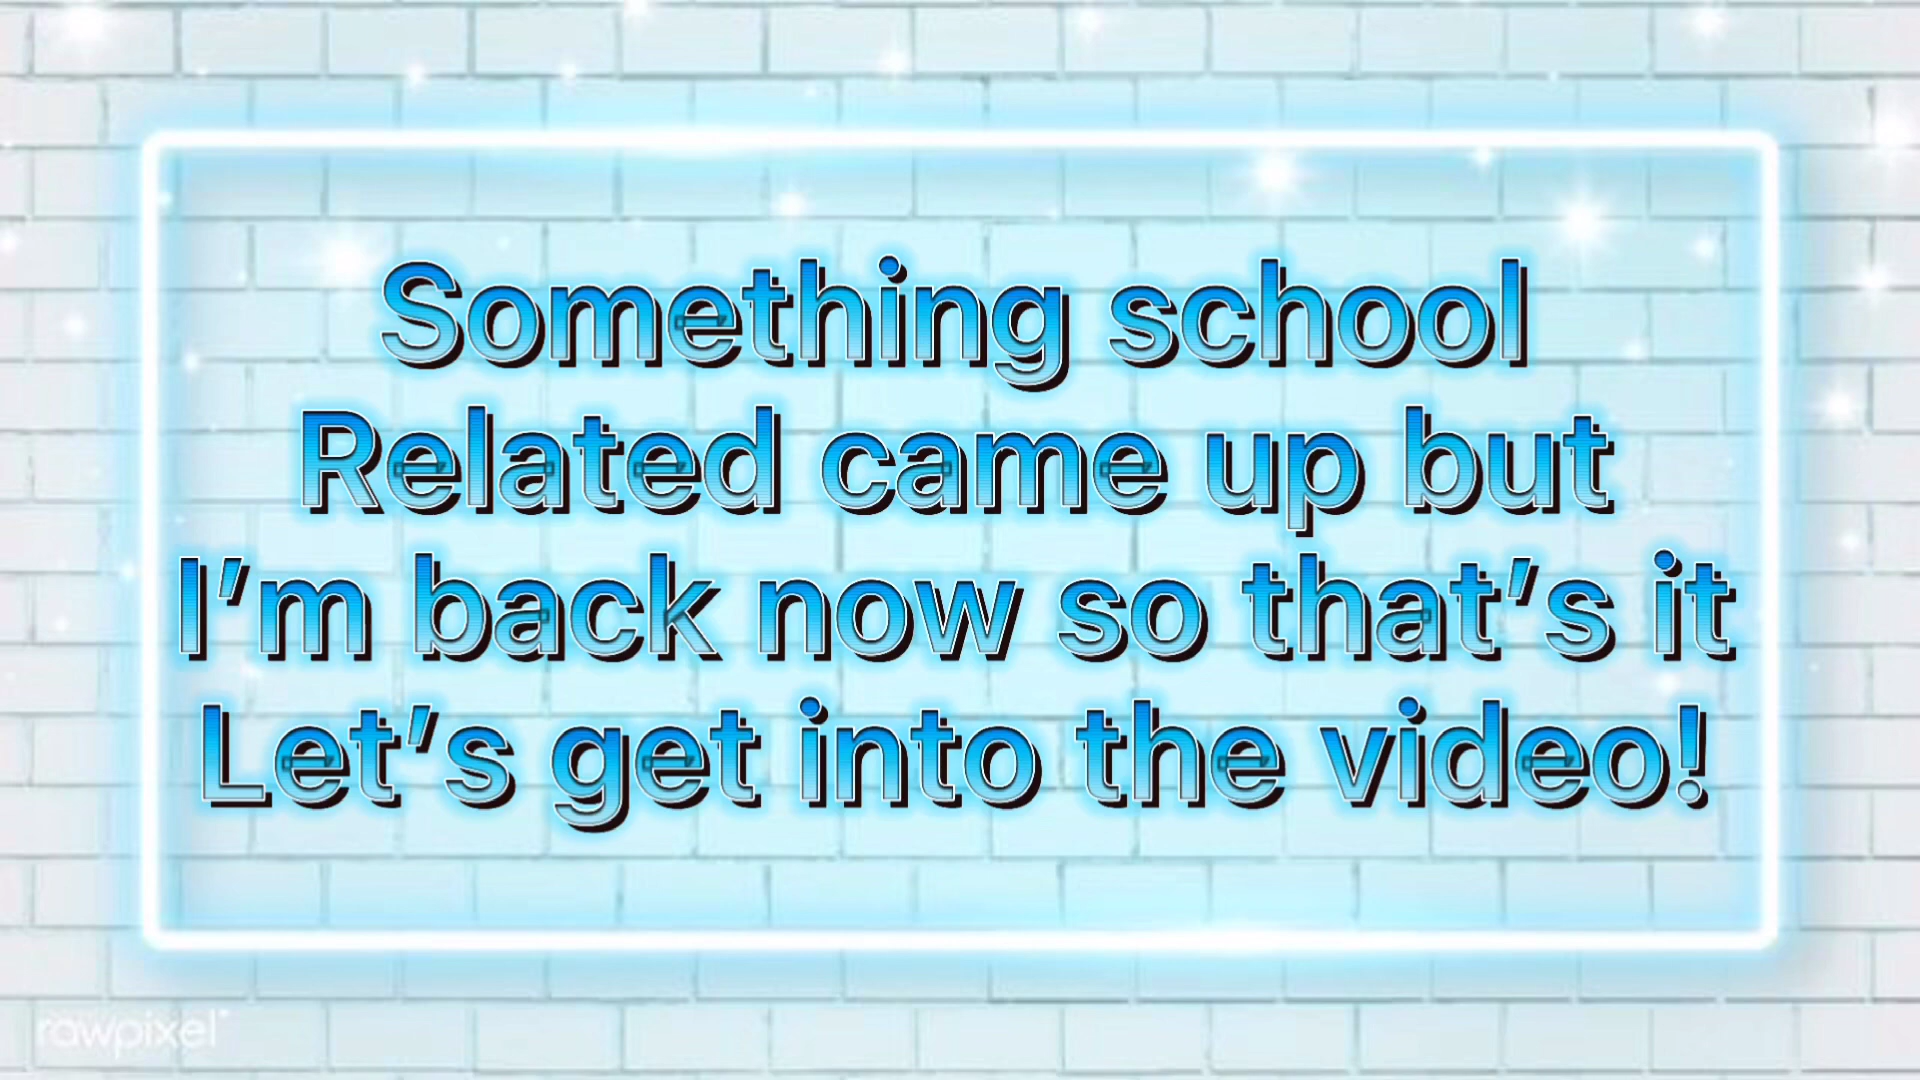 Something school
Related came up but
I'm back now so that's it
Let's get into the video!
rawpixel